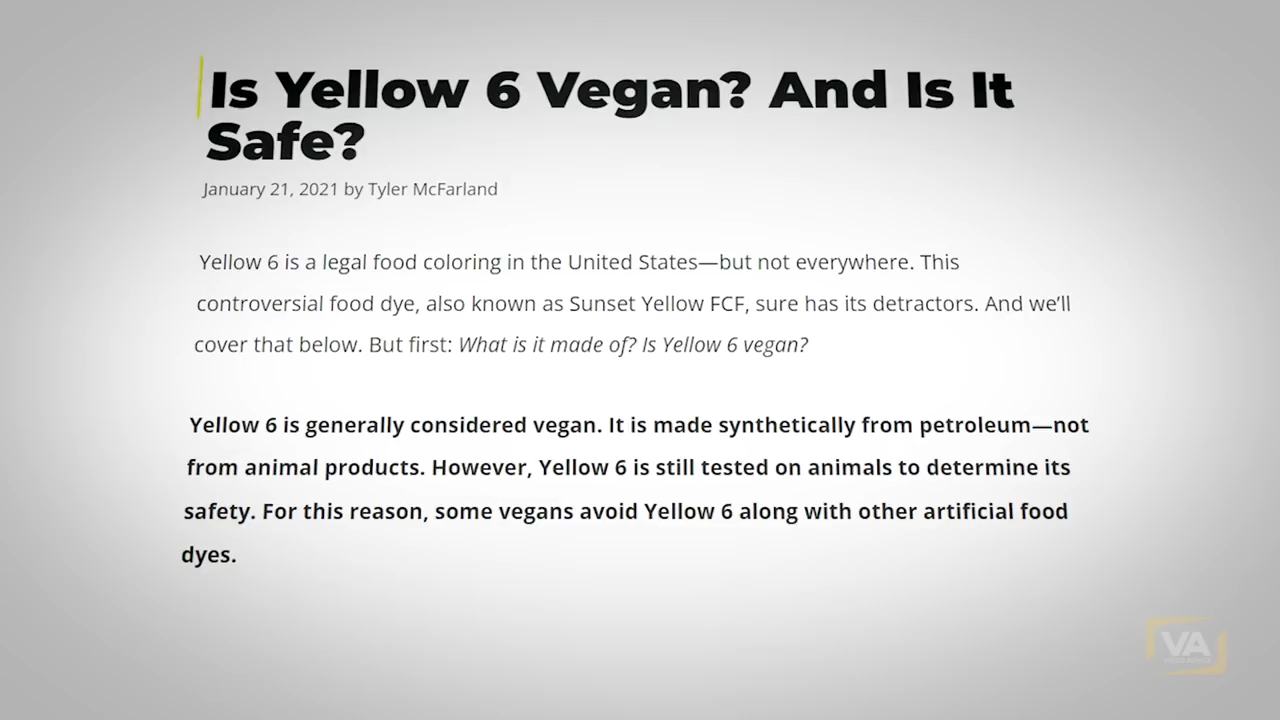 Is Yellow 6 Vegan? And Is It
Safe?
January 21, 2021 by Tyler McFarland
Yellow 6 is a legal food coloring in the United States—but not everywhere. This
controversial food dye, also known as Sunset Yellow FCF, sure has its detractors. And we’ll
cover that below. But first: What is it made of? Is Yellow 6 vegan?
Yellow 6 is generally considered vegan. It is made synthetically from petroleum—not
from animal products. However, Yellow 6 is still tested on animals to determine its
safety. For this reason, some vegans avoid Yellow 6 along with other artificial food
dyes.
VA